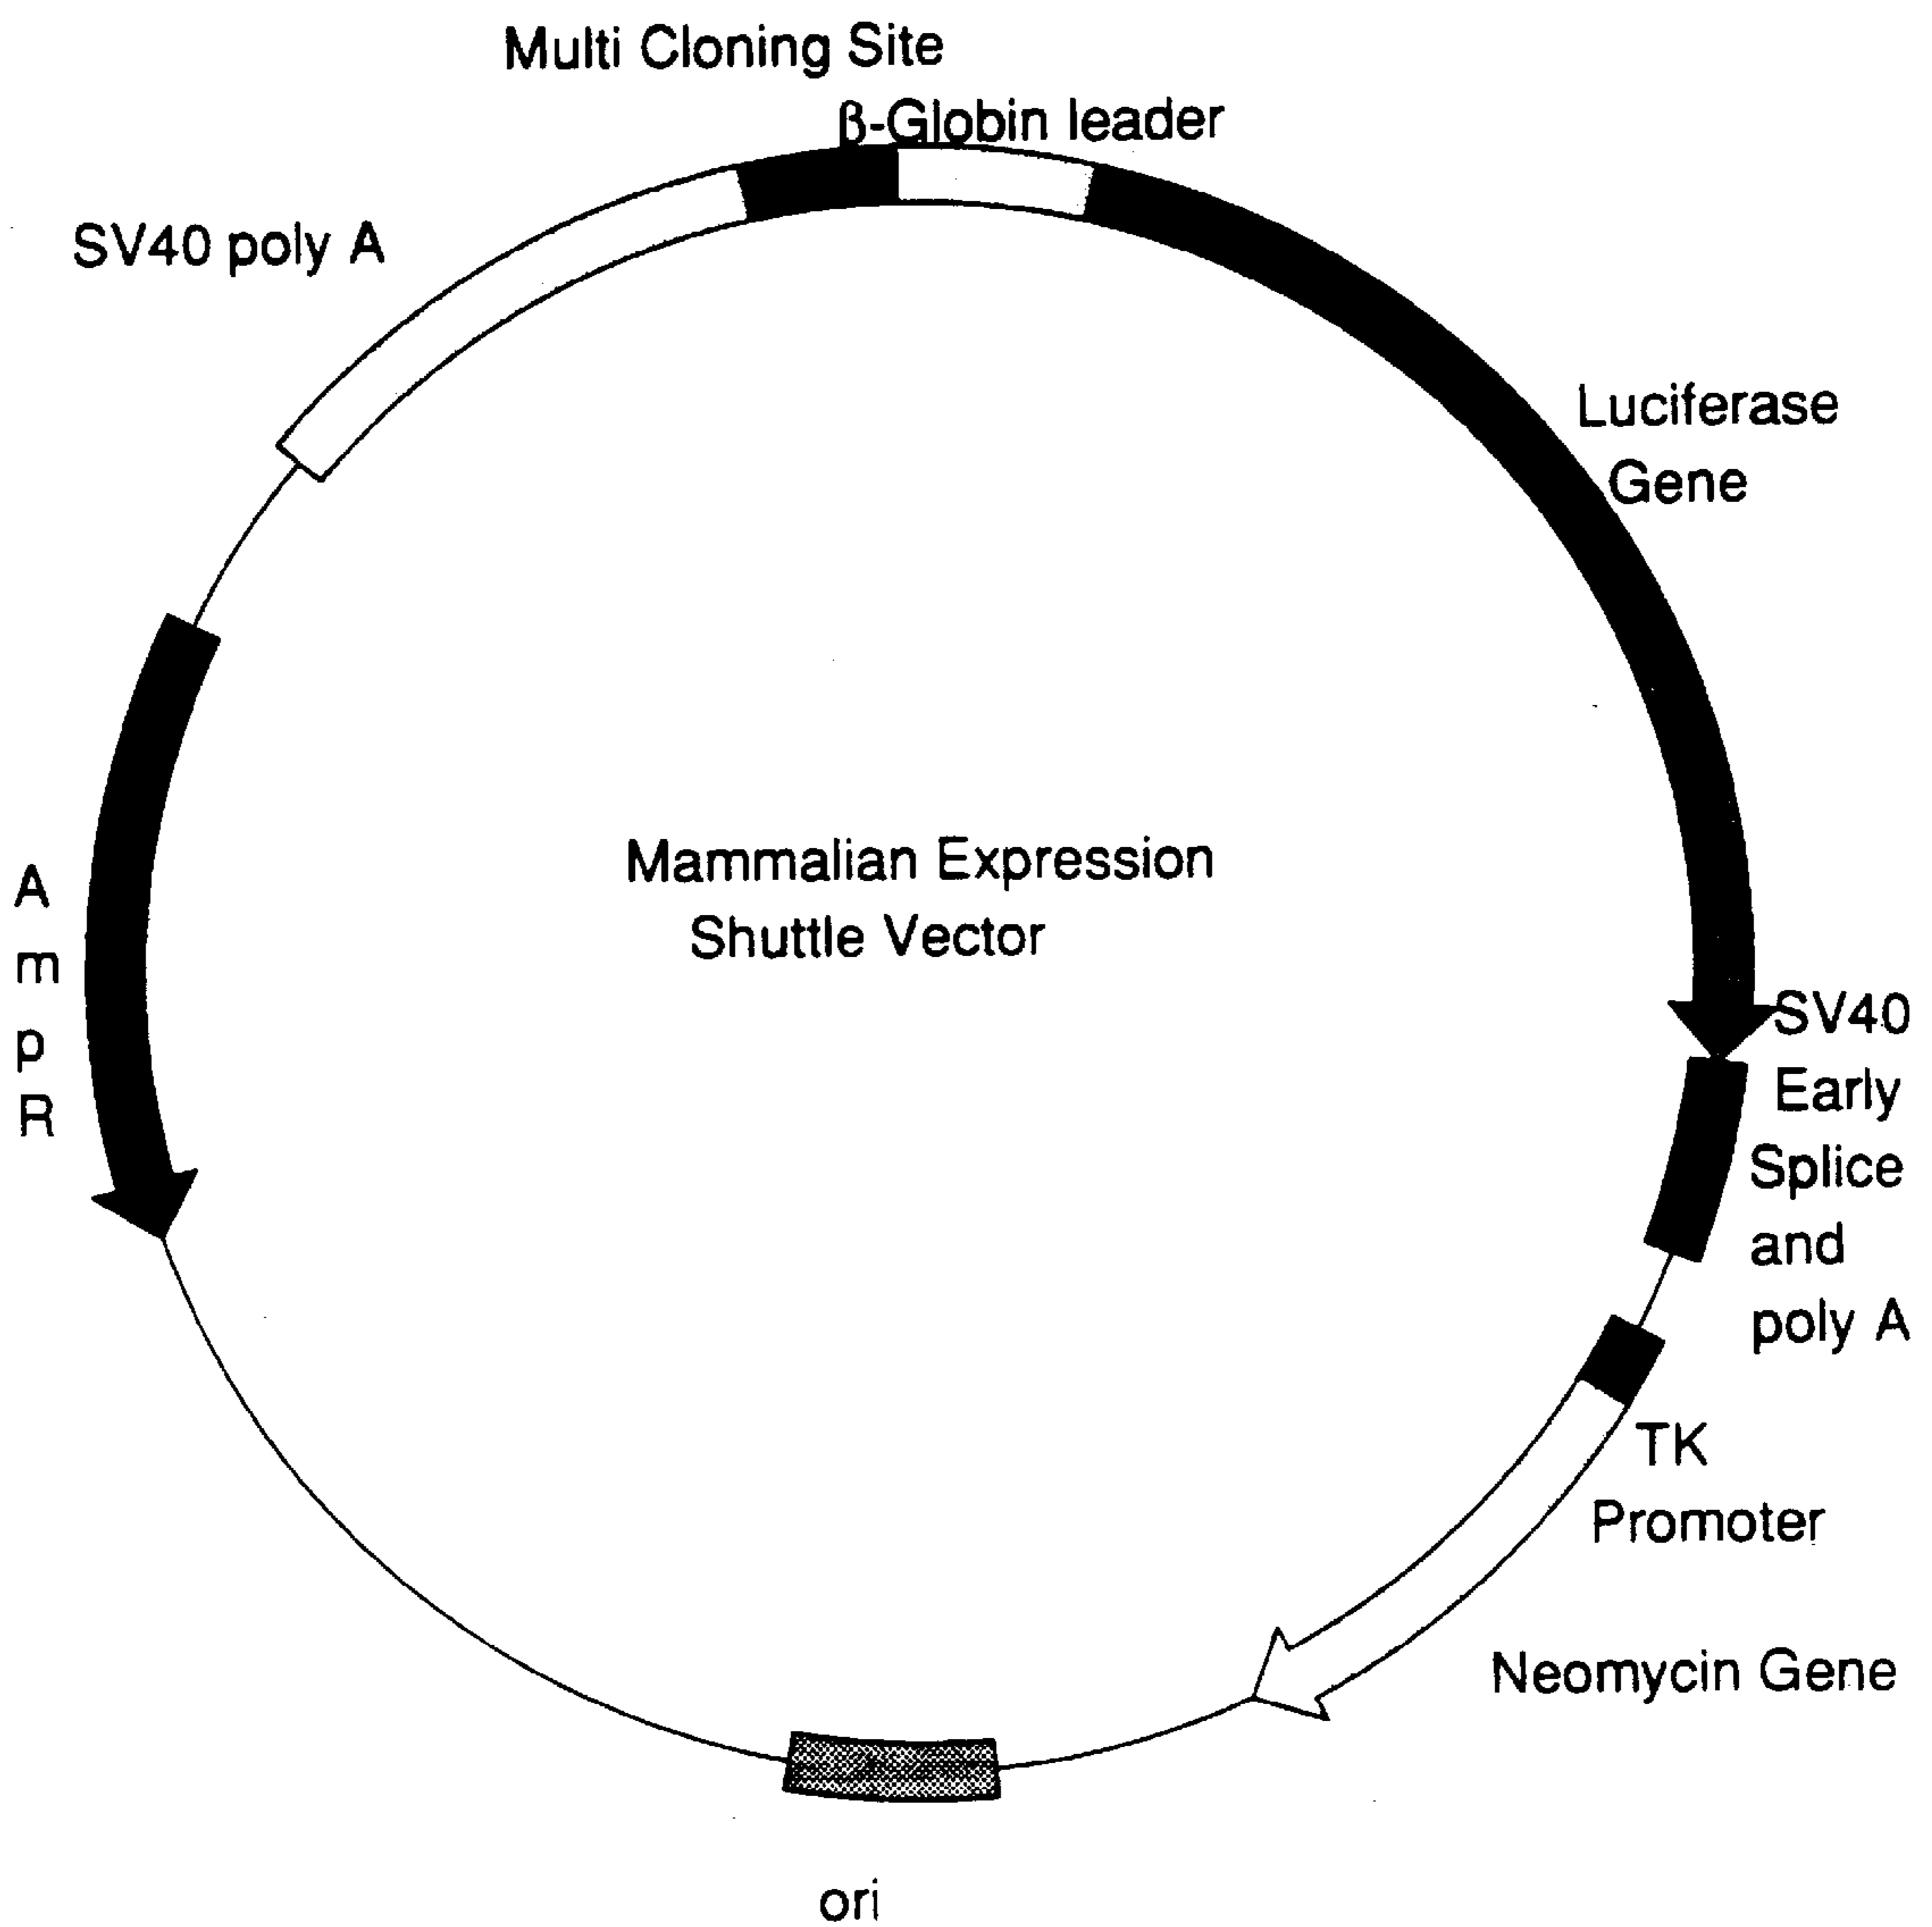 Multi Cloning Site
β-Globin leader
SV40 poly A
Luciferase
Gene
Mammalian Expression
Shuttle Vector
A
m
p
R
SV40
Early
Splice
and
poly A
TK
Promoter
Neomycin Gene
ori